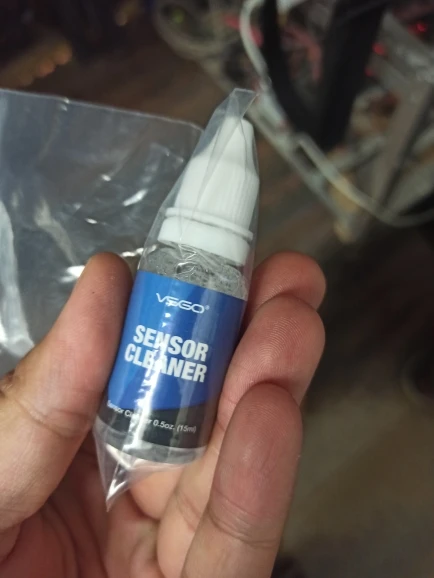 VSGO®
SENSOR
CLEANER
Sensor Cleaner 0.5oz. (15ml)